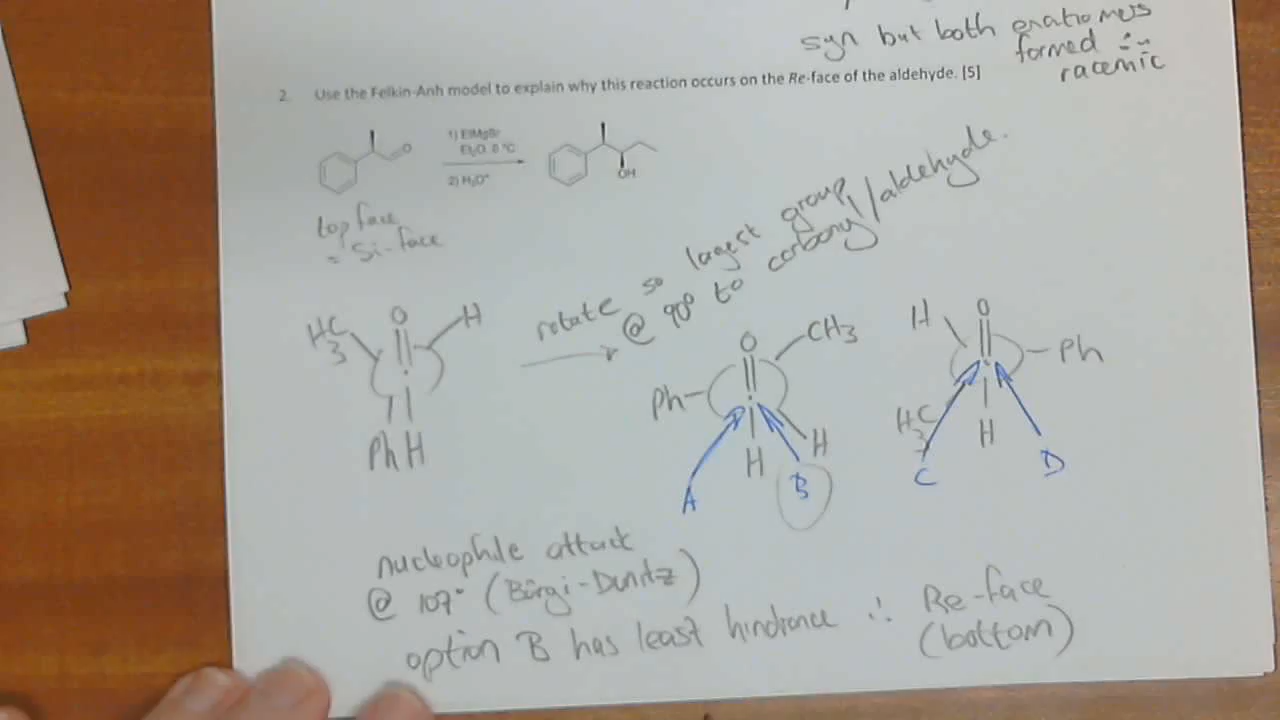 syn but both enatiomers
formed ∴
racemic
2. Use the Felkin-Anh model to explain why this reaction occurs on the Re-face of the aldehyde. [5]
1) EtMgBr
Et₂O, 0 °C
2) H₃O⁺
O
OH
top face
= Si-face
rotate so largest group
@ 90° to carbonyl/aldehyde.
H₃C O H
Ph H
O CH₃
Ph
H H
A B
H O
Ph
H₃C
H
C D
nucleophile attack
@ 107° (Bürgi-Dunitz)
option B has least hindrance ∴ Re-face
(bottom)